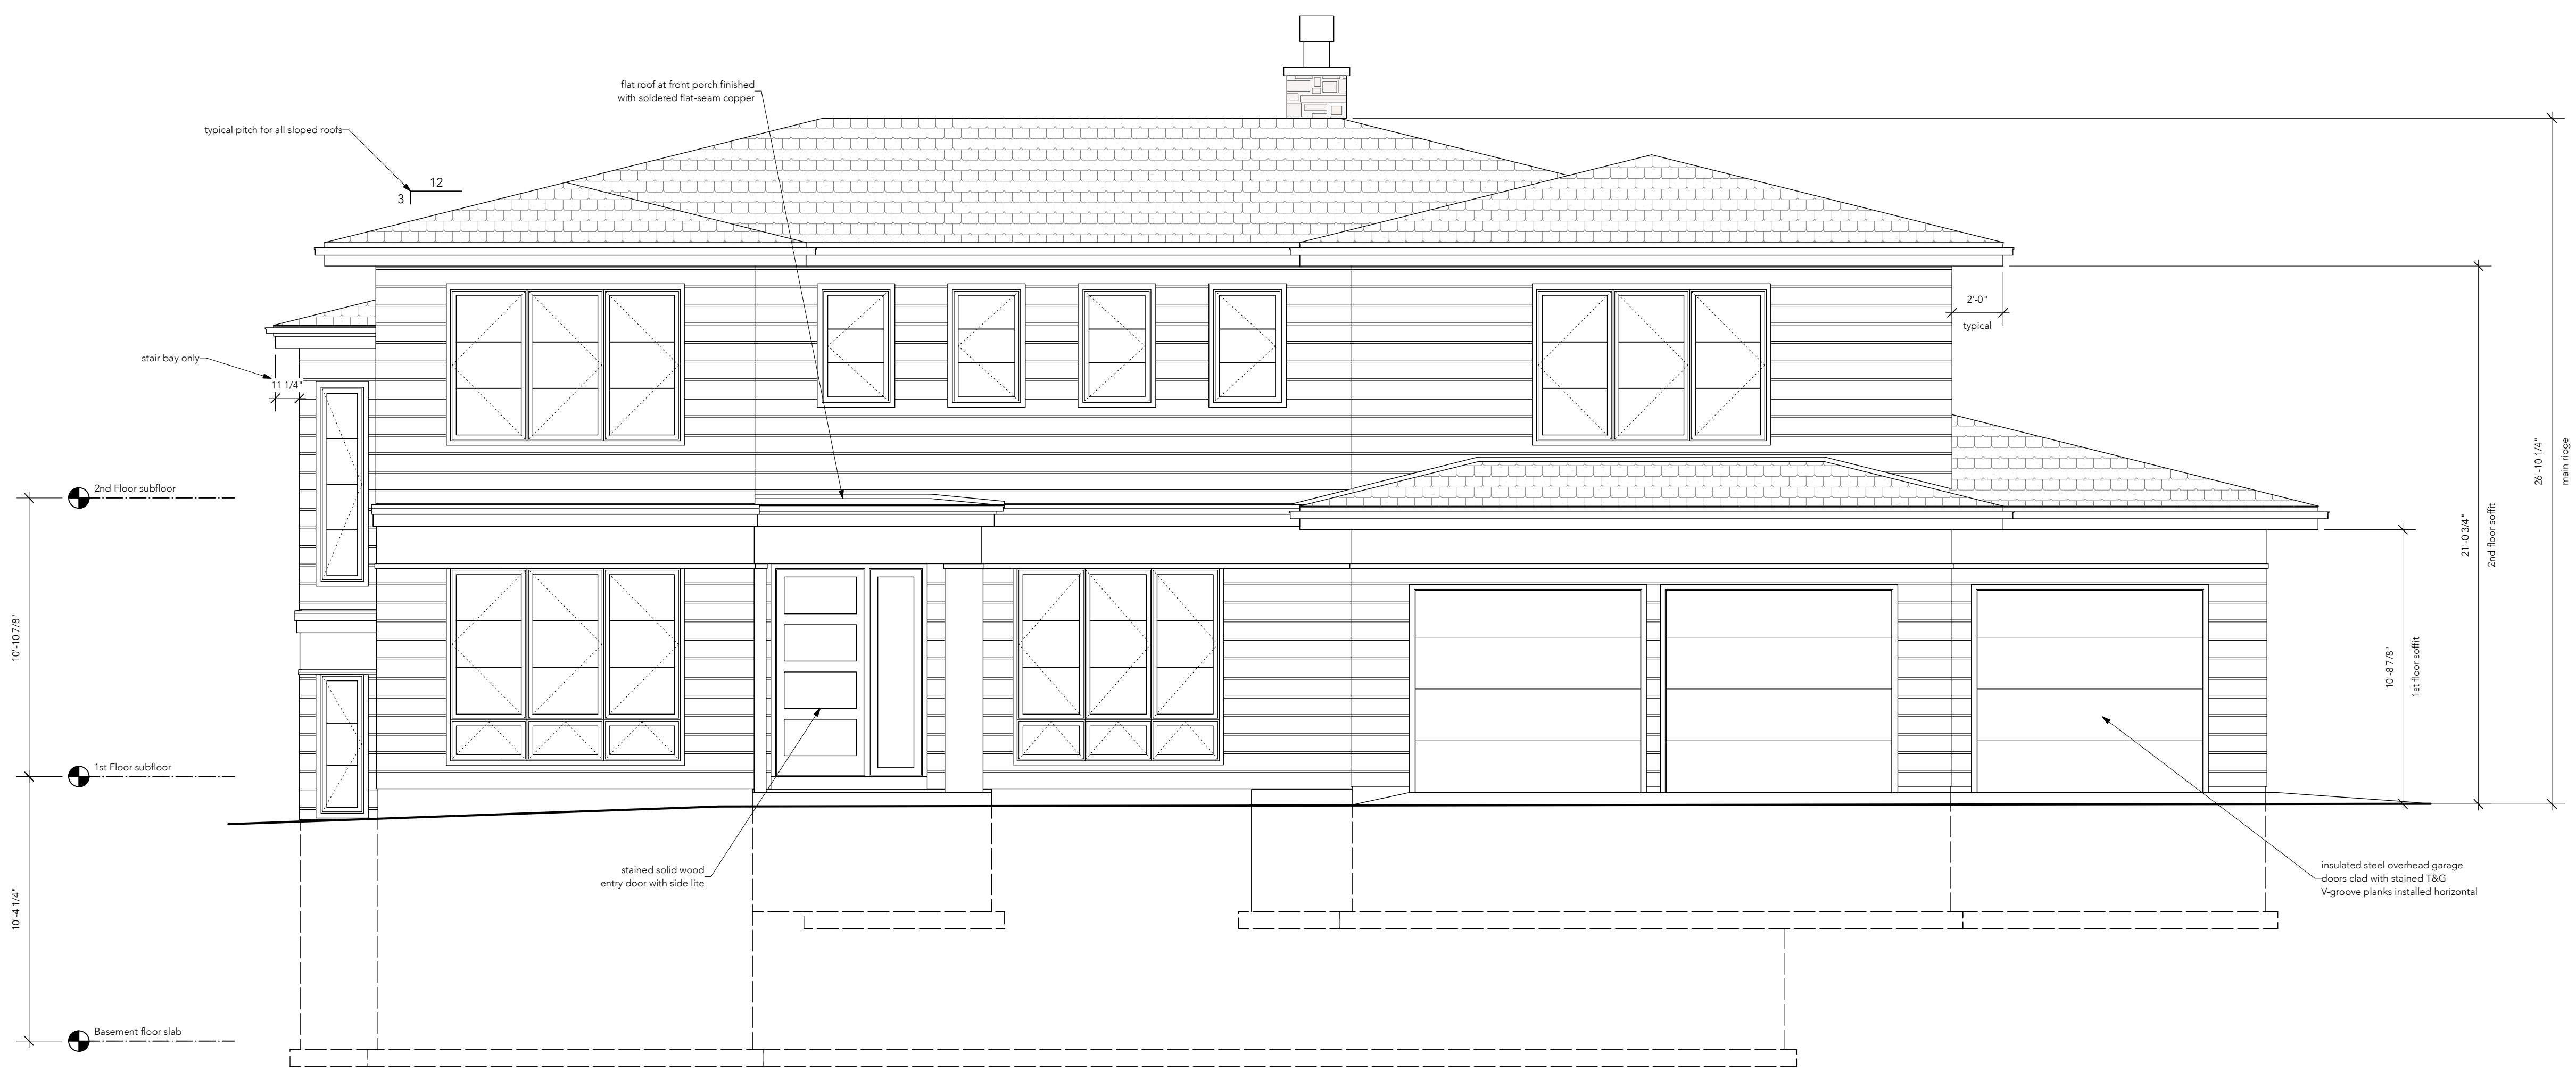 flat roof at front porch finished
with soldered flat-seam copper
typical pitch for all sloped roofs
12
3
2'-0"
typical
stair bay only
11 1/4"
2nd Floor subfloor
26'-10 1/4"
main ridge
21'-0 3/4"
2nd floor soffit
10'-10 7/8"
10'-8 7/8"
1st floor soffit
1st Floor subfloor
stained solid wood
entry door with side lite
insulated steel overhead garage
doors clad with stained T&G
V-groove planks installed horizontal
10'-4 1/4"
Basement floor slab